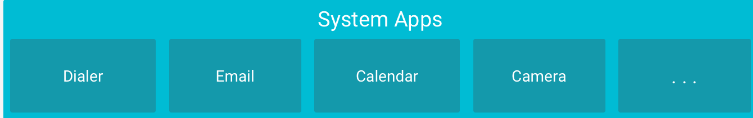 System Apps
Dialer Email Calendar Camera . . .